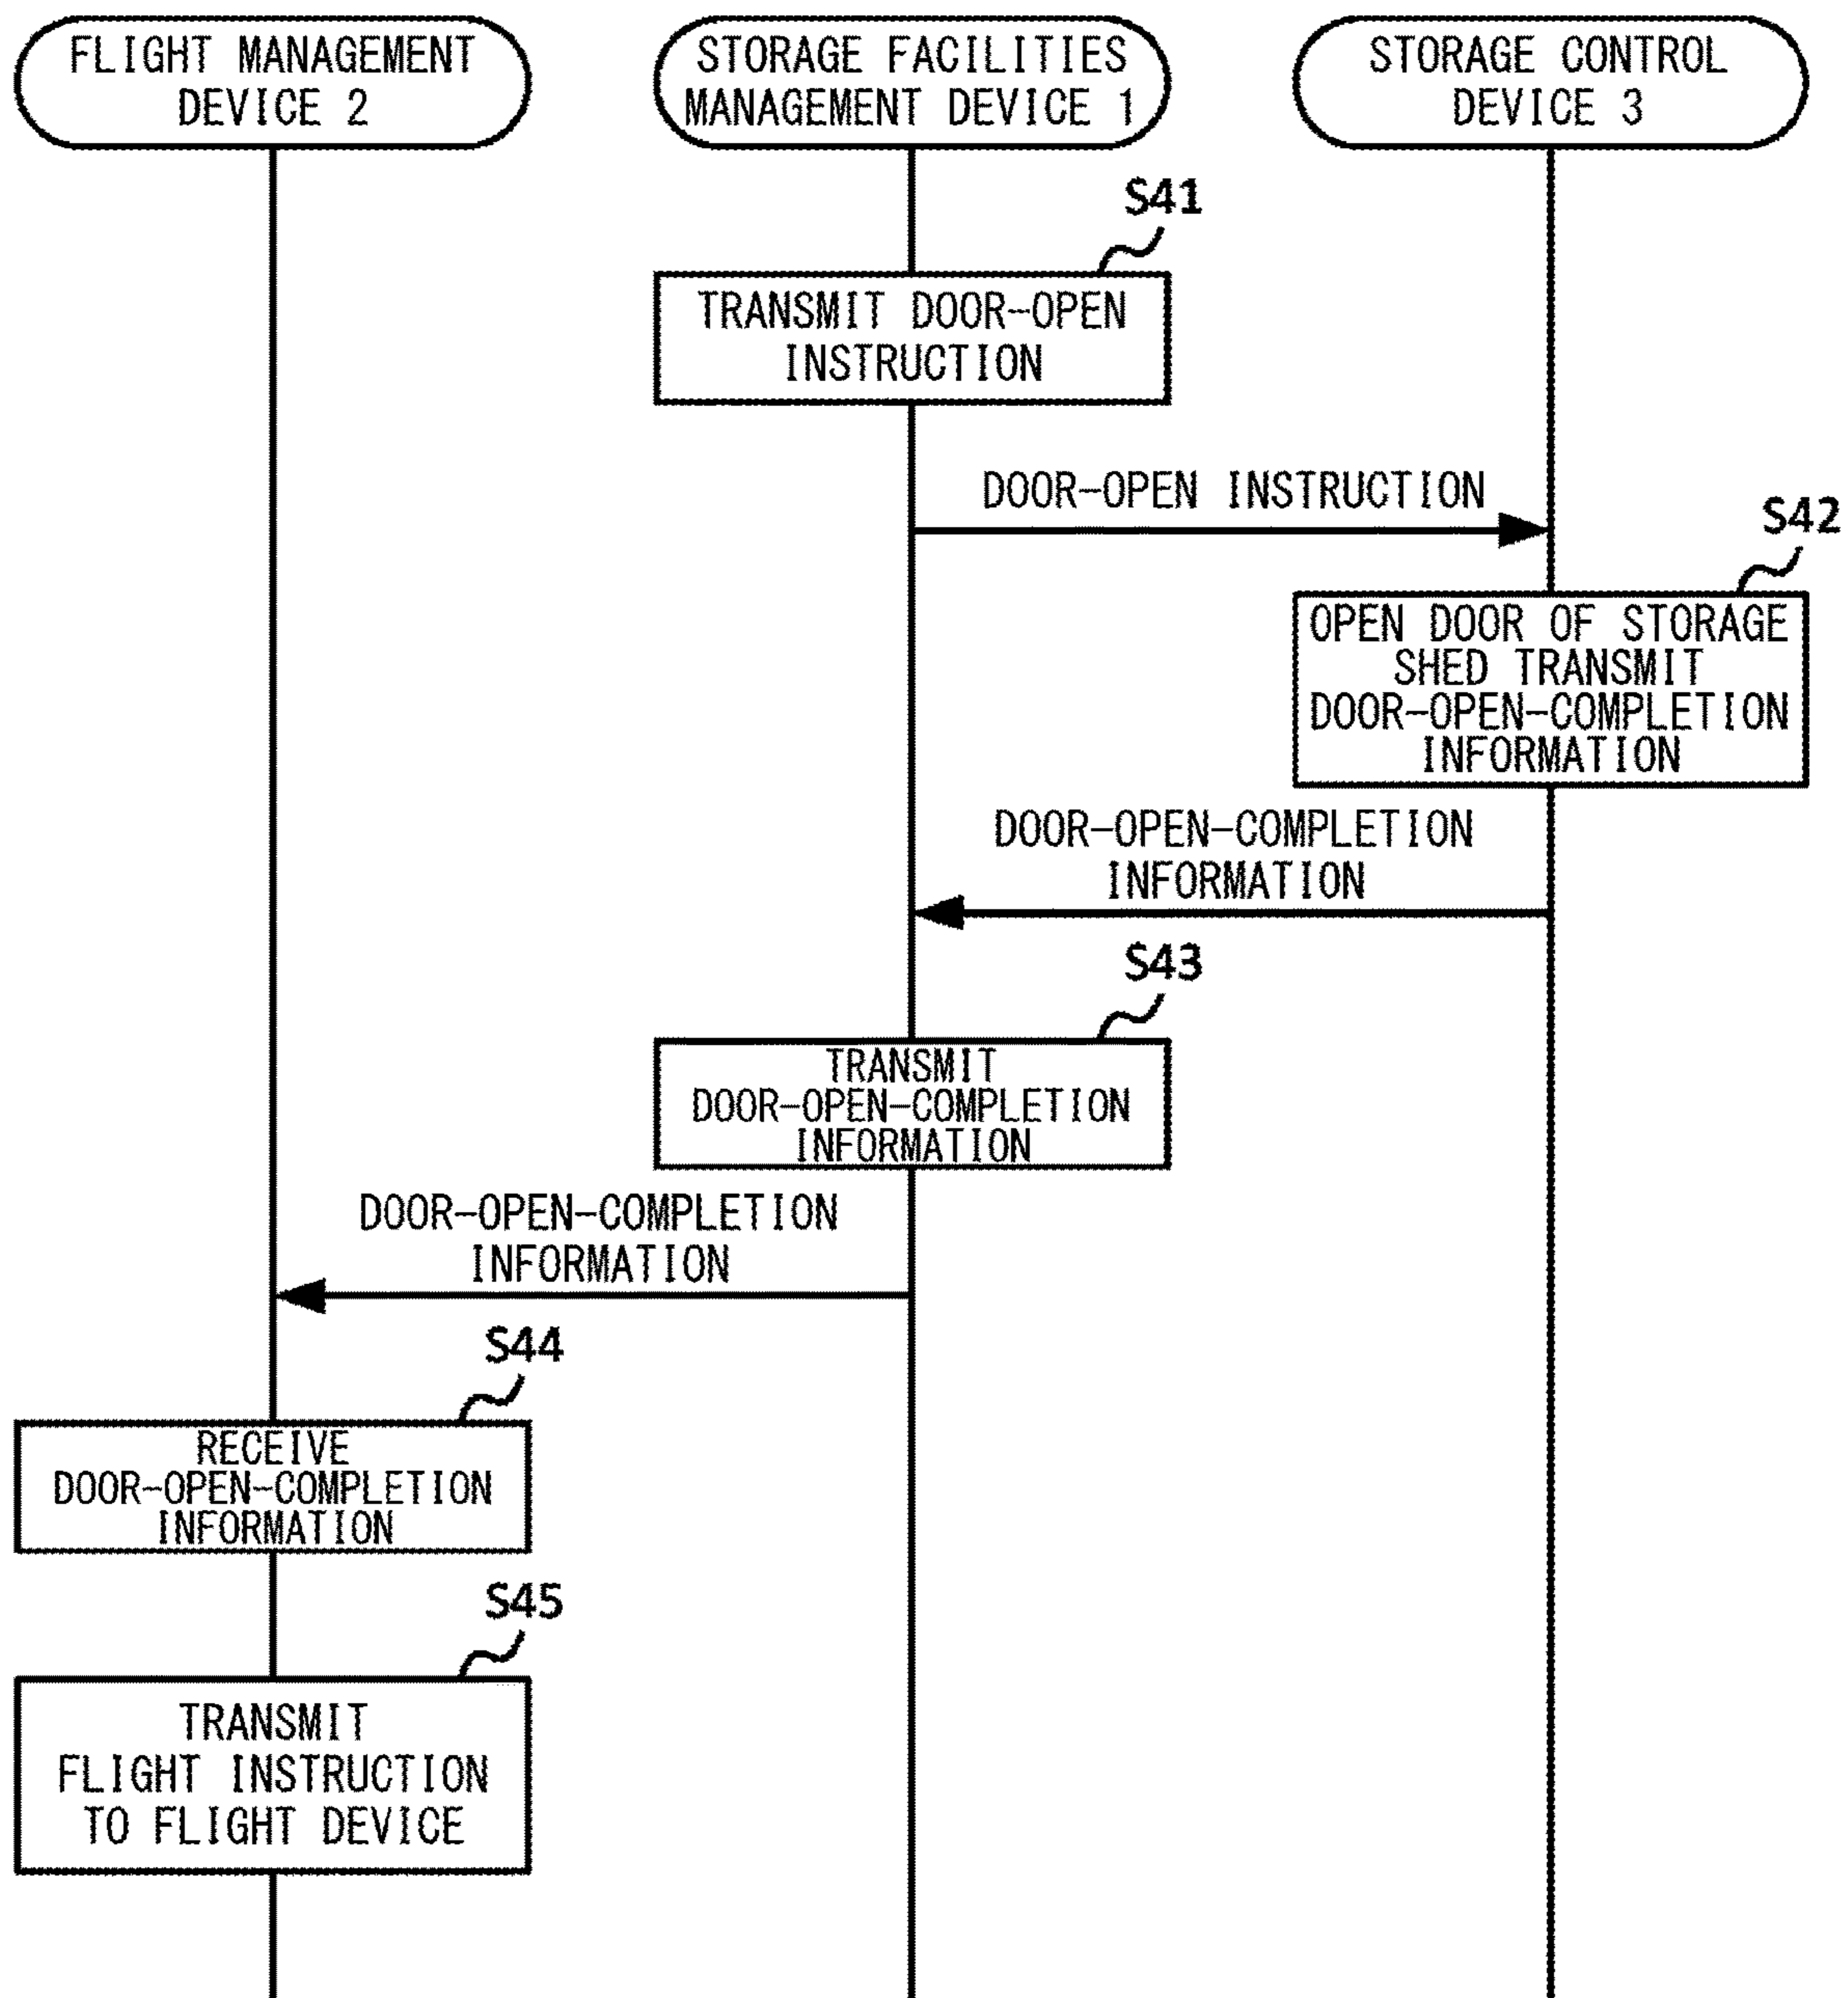 FLIGHT MANAGEMENT
DEVICE 2
STORAGE FACILITIES
MANAGEMENT DEVICE 1
STORAGE CONTROL
DEVICE 3
S41
TRANSMIT DOOR-OPEN
INSTRUCTION
DOOR-OPEN INSTRUCTION
S42
OPEN DOOR OF STORAGE
SHED TRANSMIT
DOOR-OPEN-COMPLETION
INFORMATION
DOOR-OPEN-COMPLETION
INFORMATION
S43
TRANSMIT
DOOR-OPEN-COMPLETION
INFORMATION
DOOR-OPEN-COMPLETION
INFORMATION
S44
RECEIVE
DOOR-OPEN-COMPLETION
INFORMATION
S45
TRANSMIT
FLIGHT INSTRUCTION
TO FLIGHT DEVICE